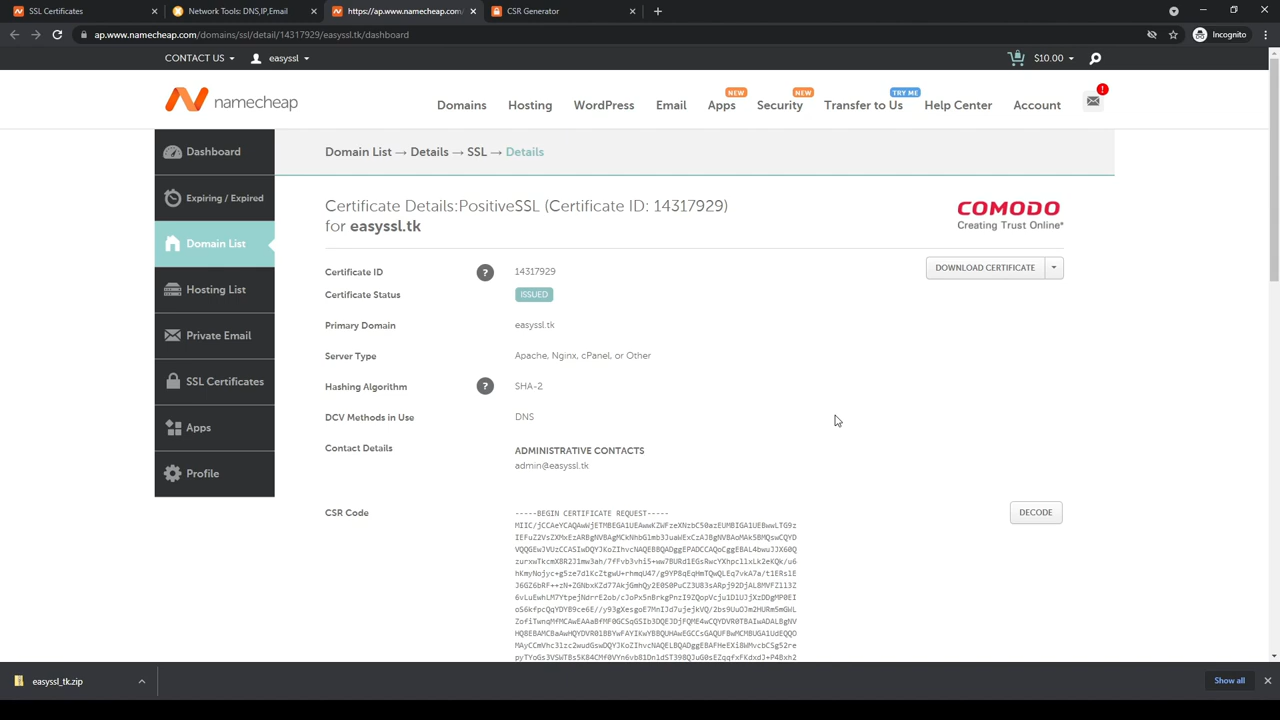 SSL Certificates
Network Tools: DNS,IP,Email
https://ap.www.namecheap.com/
CSR Generator
ap.www.namecheap.com/domains/ssl/detail/14317929/easyssl.tk/dashboard
Incognito
CONTACT US
easyssl
$10.00
namecheap
NEW
NEW
TRY ME
Domains
Hosting
WordPress
Email
Apps
Security
Transfer to Us
Help Center
Account
Dashboard
Expiring / Expired
Domain List
Hosting List
Private Email
SSL Certificates
Apps
Profile
Domain List → Details → SSL → Details
Certificate Details:PositiveSSL (Certificate ID: 14317929)
for easyssl.tk
COMODO
Creating Trust Online®
DOWNLOAD CERTIFICATE
Certificate ID ? 14317929
Certificate Status ISSUED
Primary Domain easyssl.tk
Server Type Apache, Nginx, cPanel, or Other
Hashing Algorithm ? SHA-2
DCV Methods in Use DNS
Contact Details ADMINISTRATIVE CONTACTS
admin@easyssl.tk
CSR Code
-----BEGIN CERTIFICATE REQUEST-----
DECODE
easyssl_tk.zip
Show all